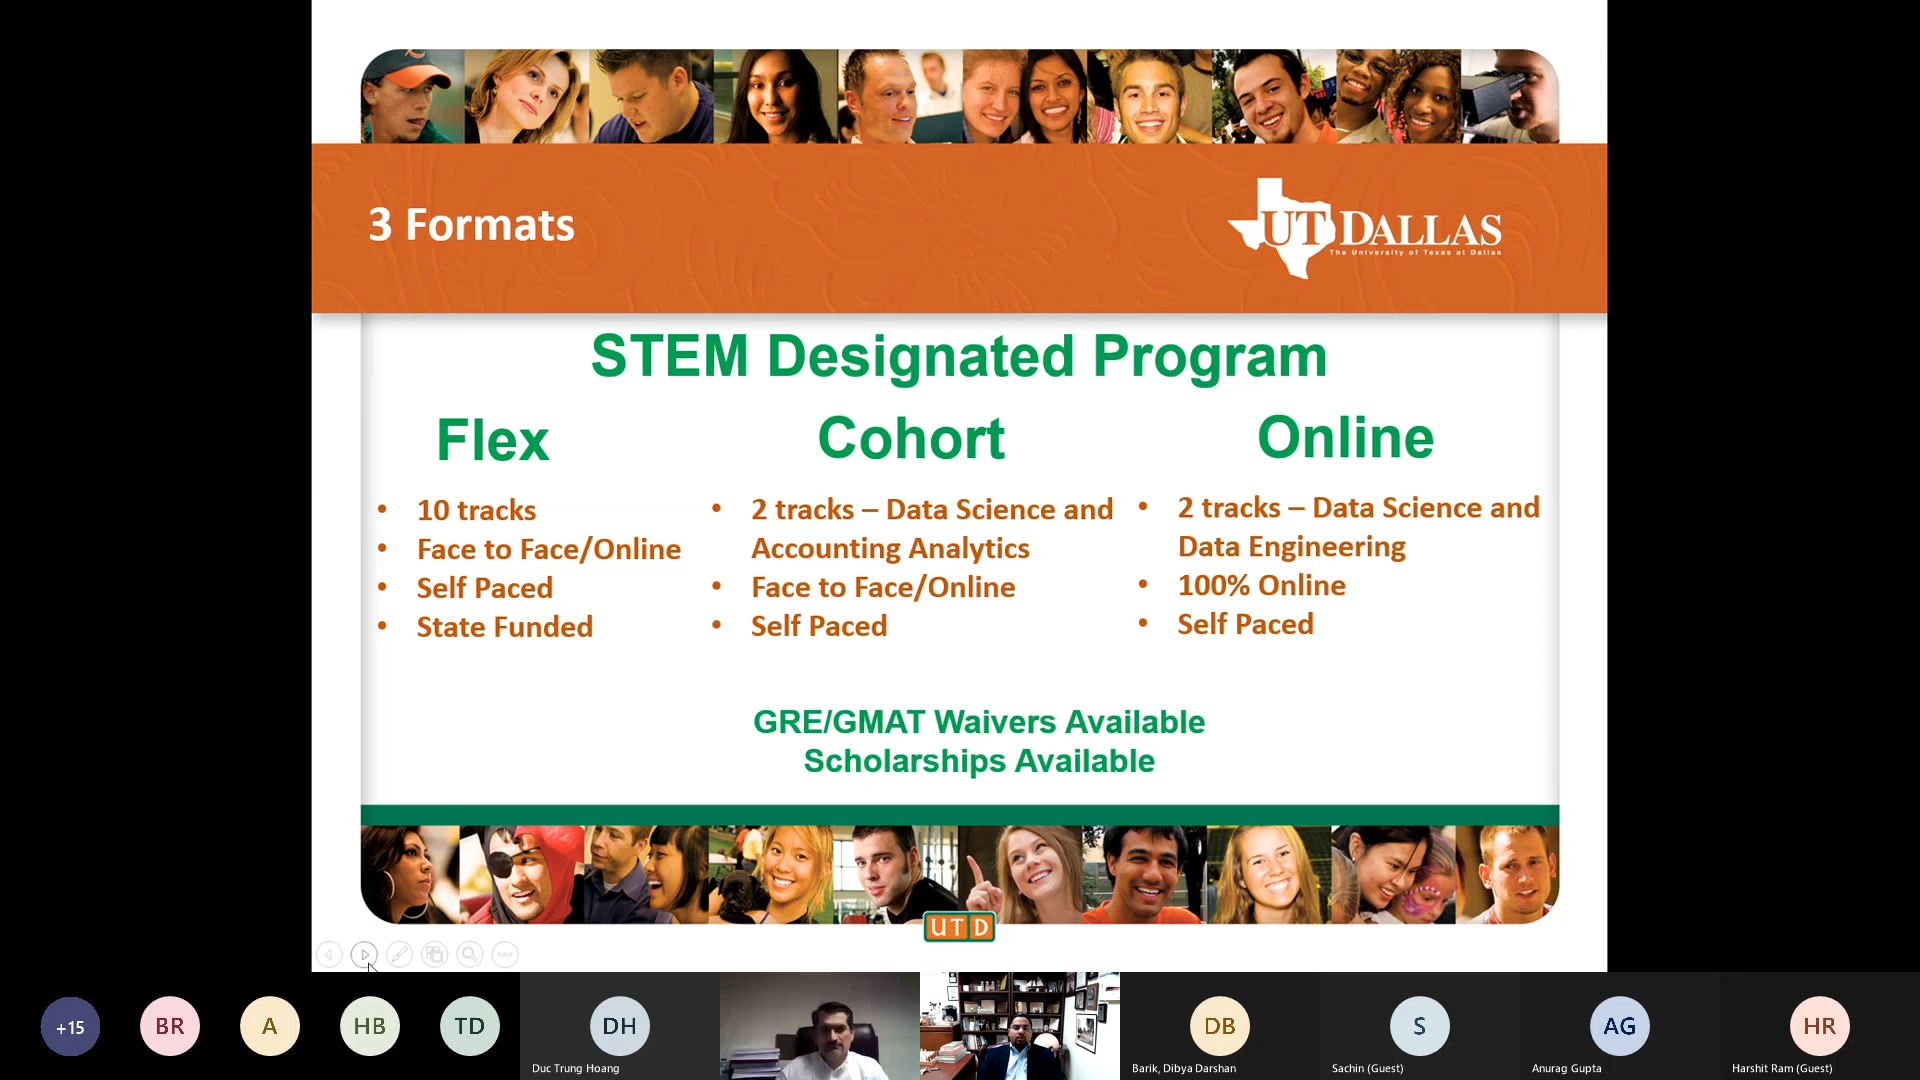 3 Formats
UT DALLAS
The University of Texas at Dallas
STEM Designated Program
Flex
• 10 tracks
• Face to Face/Online
• Self Paced
• State Funded
Cohort
• 2 tracks – Data Science and
Accounting Analytics
• Face to Face/Online
• Self Paced
Online
• 2 tracks – Data Science and
Data Engineering
• 100% Online
• Self Paced
GRE/GMAT Waivers Available
Scholarships Available
UTD
+15
BR
A
HB
TD
DH
Duc Trung Hoang
DB
Barik, Dibya Darshan
S
Sachin (Guest)
AG
Anurag Gupta
HR
Harshit Ram (Guest)